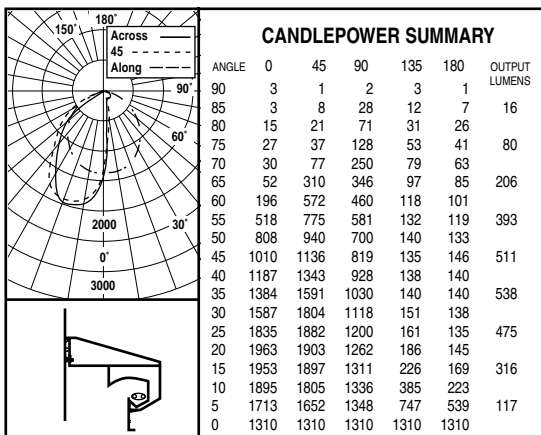 180°
150°
Across
45
Along
90°
60°
2000
30°
0°
3000
CANDLEPOWER SUMMARY
ANGLE 0 45 90 135 180 OUTPUT
LUMENS
90 3 1 2 3 1
85 3 8 28 12 7 16
80 15 21 71 31 26
75 27 37 128 53 41 80
70 30 77 250 79 63
65 52 310 346 97 85 206
60 196 572 460 118 101
55 518 775 581 132 119 393
50 808 940 700 140 133
45 1010 1136 819 135 146 511
40 1187 1343 928 138 140
35 1384 1591 1030 140 140 538
30 1587 1804 1118 151 138
25 1835 1882 1200 161 135 475
20 1963 1903 1262 186 145
15 1953 1897 1311 226 169 316
10 1895 1805 1336 385 223
5 1713 1652 1348 747 539 117
0 1310 1310 1310 1310 1310